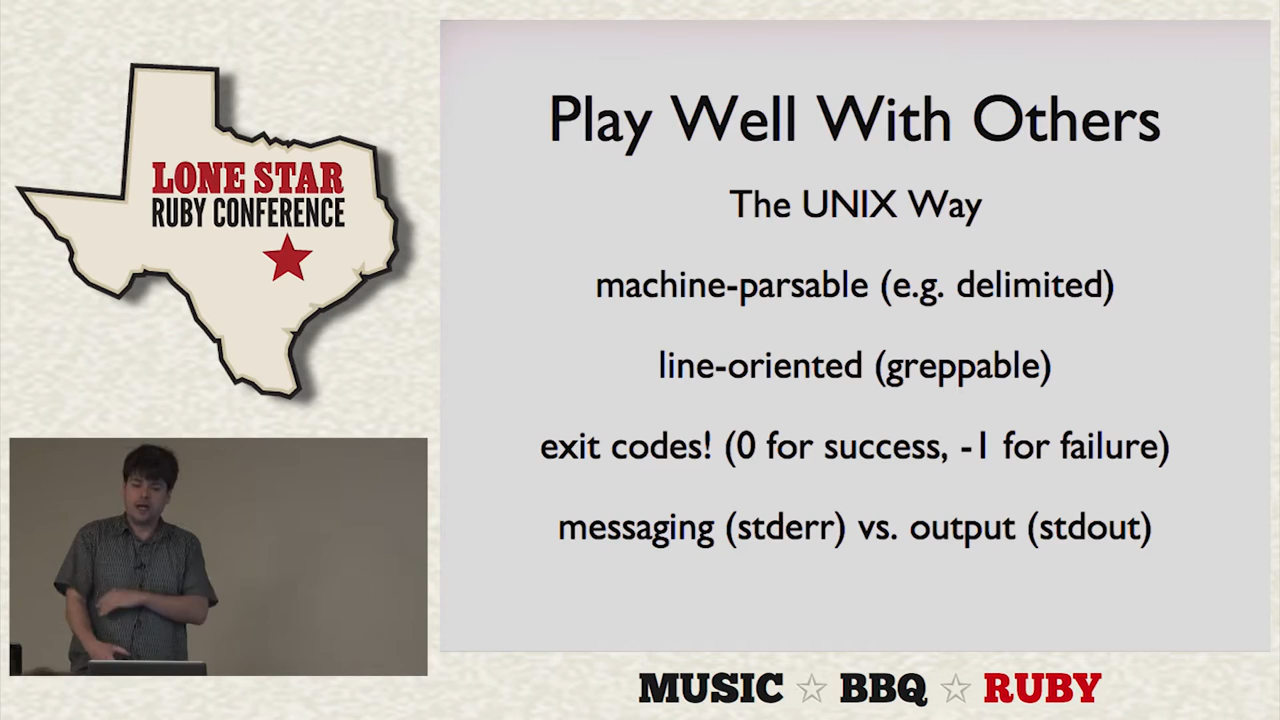 LONE STAR
RUBY CONFERENCE
Play Well With Others
The UNIX Way
machine-parsable (e.g. delimited)
line-oriented (greppable)
exit codes! (0 for success, -1 for failure)
messaging (stderr) vs. output (stdout)
MUSIC ☆ BBQ ☆ RUBY